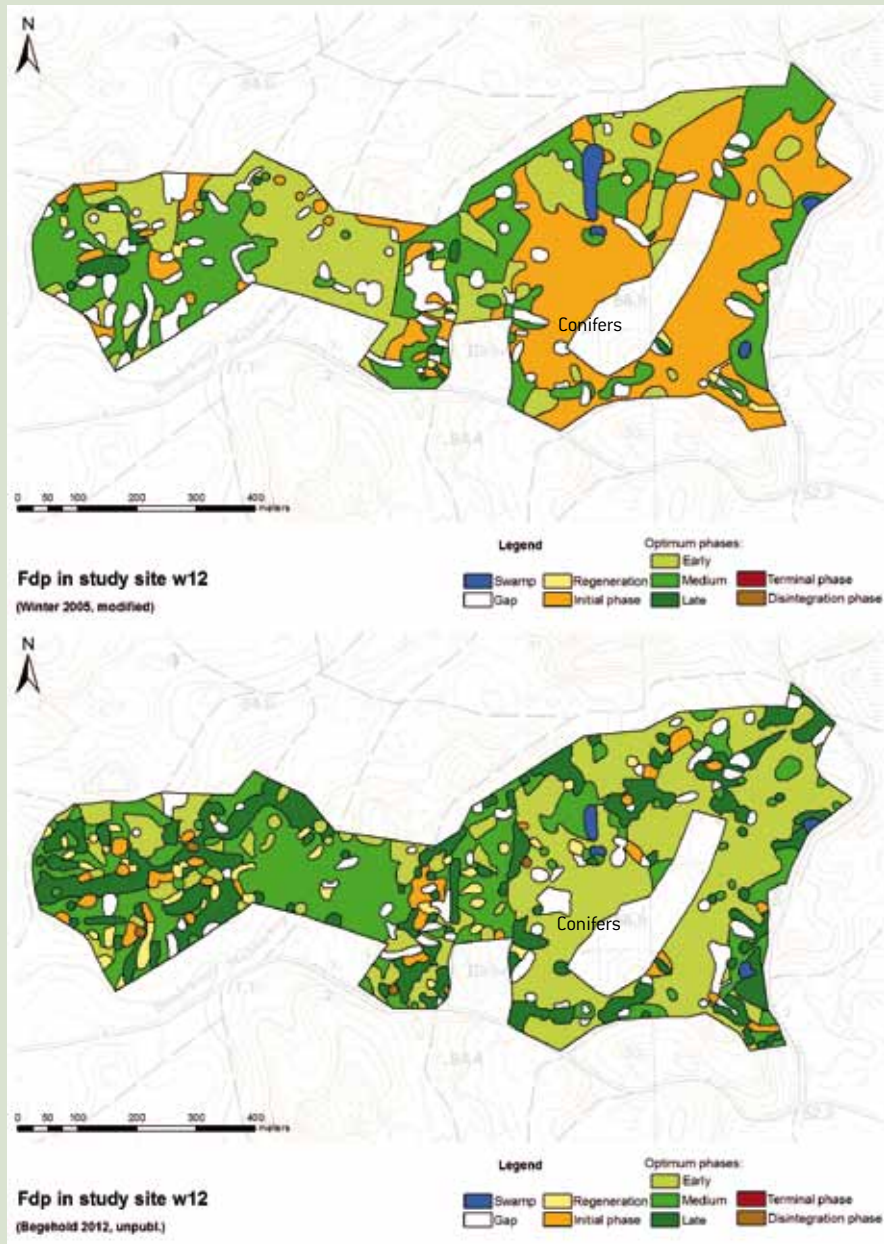 N
Conifers
0 50 100 200 300 400
meters
Fdp in study site w12
(Winter 2005, modified)
Legend
Optimum phases:
Early
Swamp Regeneration Medium Terminal phase
Gap Initial phase Late Disintegration phase
N
Conifers
0 50 100 200 300 400
meters
Fdp in study site w12
(Begehold 2012, unpubl.)
Legend
Optimum phases:
Early
Swamp Regeneration Medium Terminal phase
Gap Initial phase Late Disintegration phase